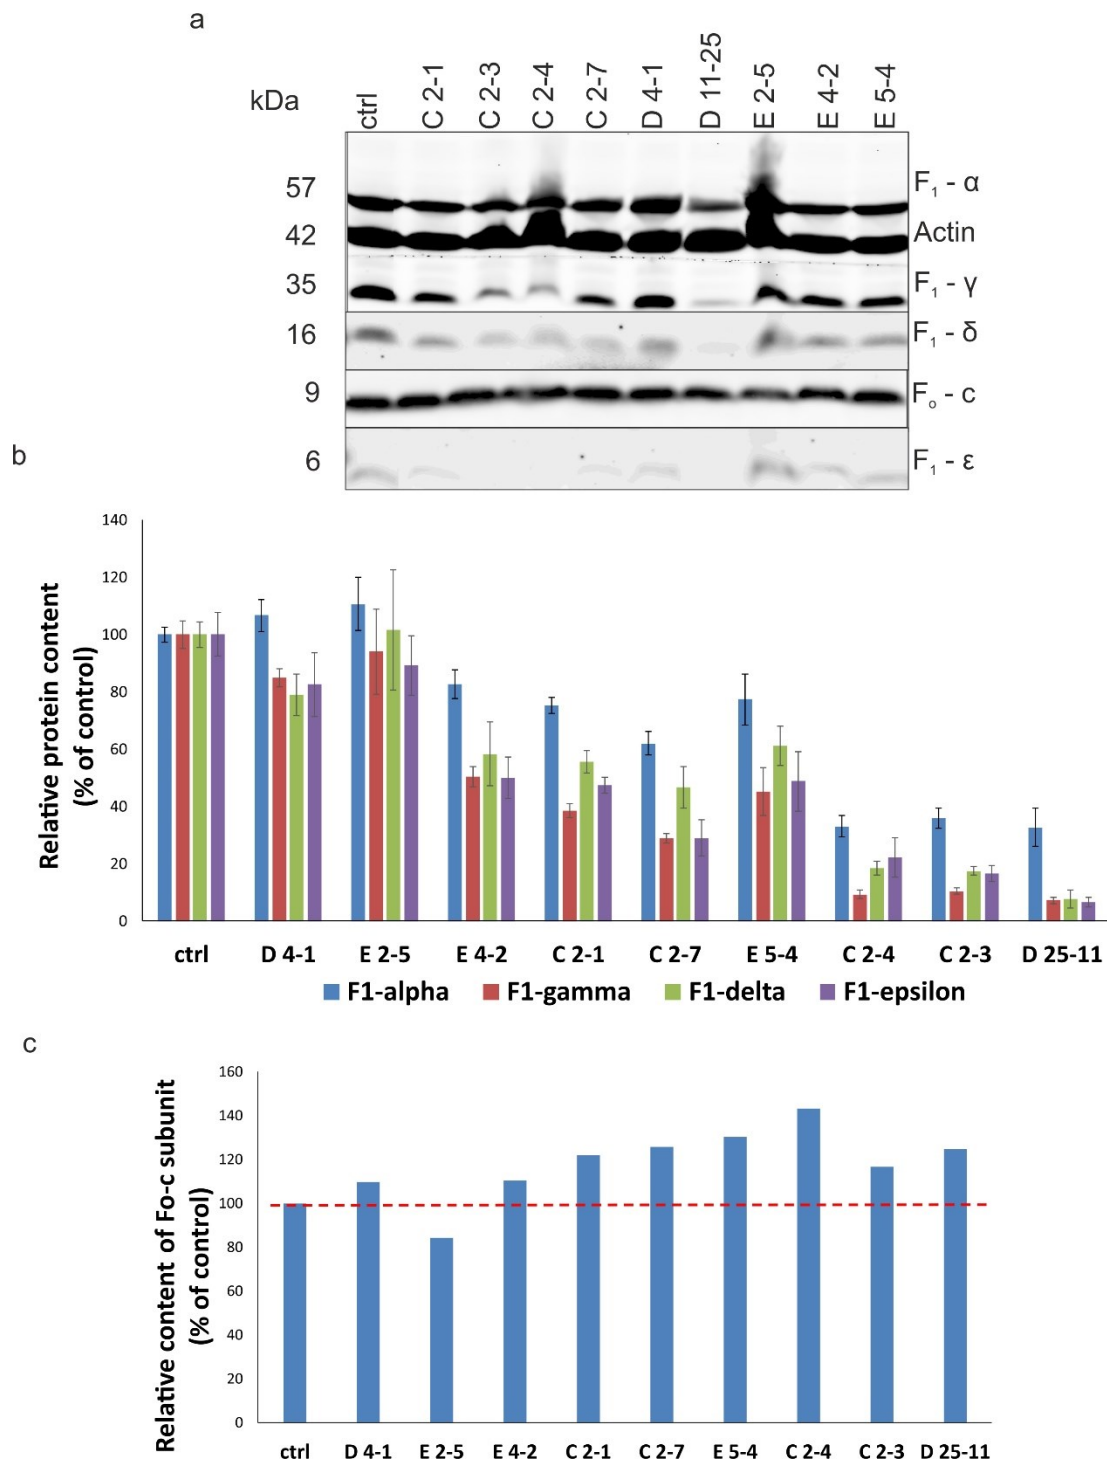 a
kDa
ctrl
C 2-1
C 2-3
C 2-4
C 2-7
D 4-1
D 11-25
E 2-5
E 4-2
E 5-4
57
F₁ - α
42
Actin
35
F₁ - γ
16
F₁ - δ
9
Fₒ - c
6
F₁ - ε
b
Relative protein content
(% of control)
140
120
100
80
60
40
20
0
ctrl D 4-1 E 2-5 E 4-2 C 2-1 C 2-7 E 5-4 C 2-4 C 2-3 D 25-11
F1-alpha F1-gamma F1-delta F1-epsilon
c
Relative content of Fo-c subunit
(% of control)
160
140
120
100
80
60
40
20
0
ctrl D 4-1 E 2-5 E 4-2 C 2-1 C 2-7 E 5-4 C 2-4 C 2-3 D 25-11